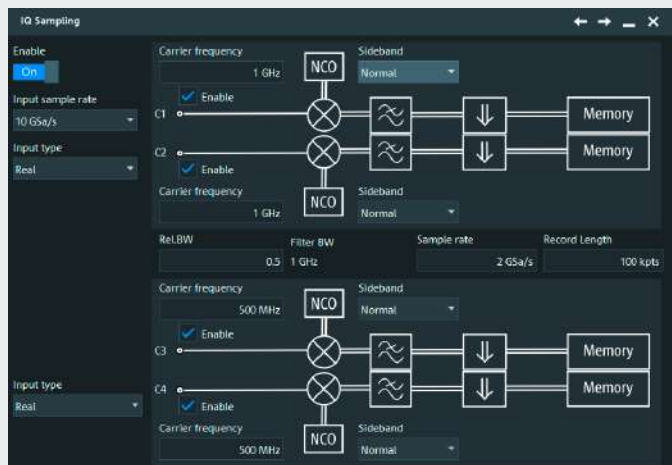 IQ Sampling
Enable
On
Input sample rate
10 GSa/s
Input type
Real
Carrier frequency
1 GHz
NCO
Sideband
Normal
Enable
C1
Memory
C2
Memory
Enable
Carrier frequency
1 GHz
NCO
Sideband
Normal
Rel.BW
0.5
Filter BW
1 GHz
Sample rate
2 GSa/s
Record Length
100 kpts
Carrier frequency
500 MHz
NCO
Sideband
Normal
Enable
C3
Memory
Input type
Real
C4
Memory
Enable
Carrier frequency
500 MHz
NCO
Sideband
Normal